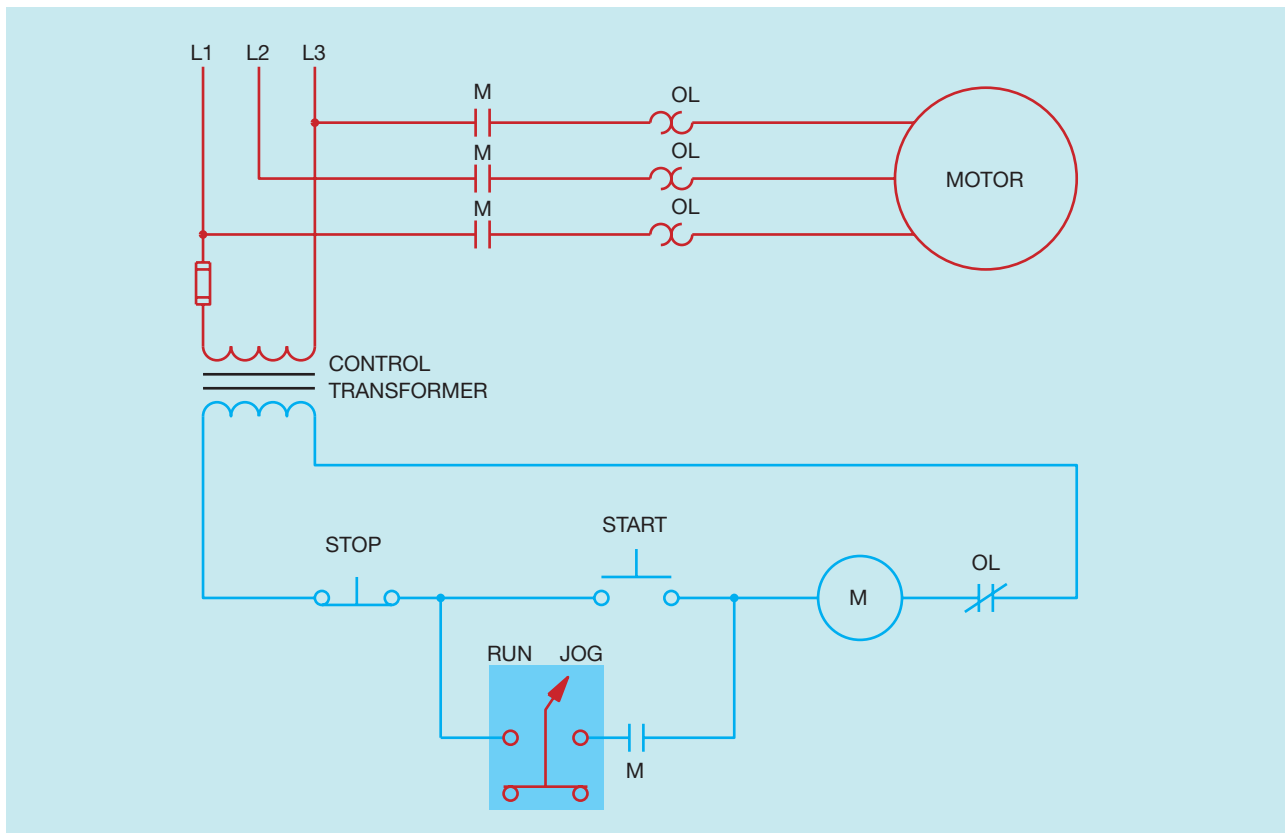 L1 L2 L3
M
OL
M
OL
M
OL
MOTOR
CONTROL
TRANSFORMER
STOP
START
M
OL
RUN JOG
M